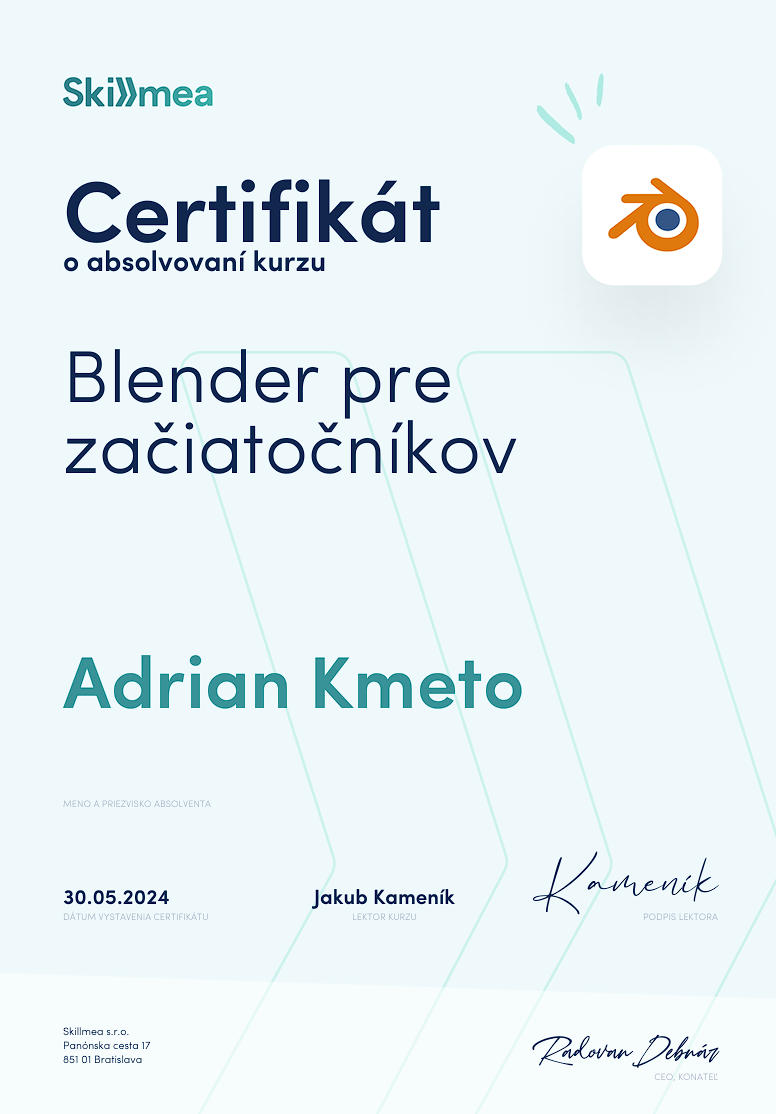 Skillmea
Certifikát
o absolvovaní kurzu
Blender pre
začiatočníkov
Adrian Kmeto
MENO A PRIEZVISKO ABSOLVENTA
Kameník
30.05.2024
Jakub Kameník
DÁTUM VYSTAVENIA CERTIFIKÁTU
LEKTOR KURZU
PODPIS LEKTORA
Skillmea s.r.o.
Panónska cesta 17
851 01 Bratislava
Radovan Debnár
CEO, KONATEĽ